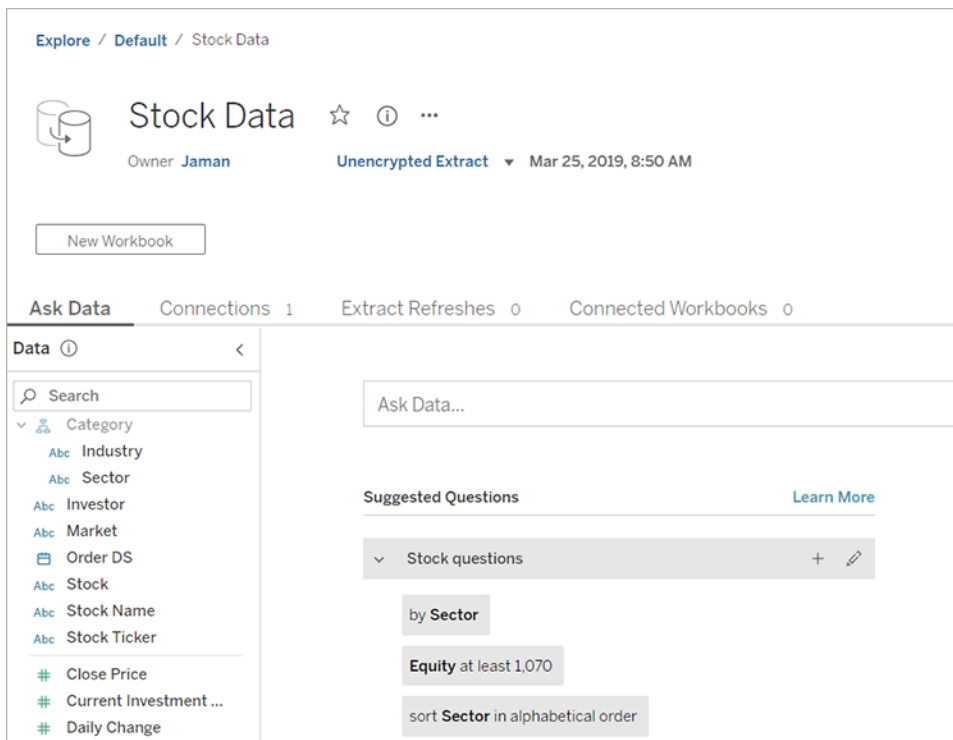 Explore / Default / Stock Data
Stock Data
Owner Jaman Unencrypted Extract Mar 25, 2019, 8:50 AM
New Workbook
Ask Data Connections 1 Extract Refreshes 0 Connected Workbooks 0
Data
Search
Category
Abc Industry
Abc Sector
Abc Investor
Abc Market
Order DS
Abc Stock
Abc Stock Name
Abc Stock Ticker
# Close Price
# Current Investment ...
# Daily Change
Ask Data...
Suggested Questions Learn More
Stock questions
by Sector
Equity at least 1,070
sort Sector in alphabetical order